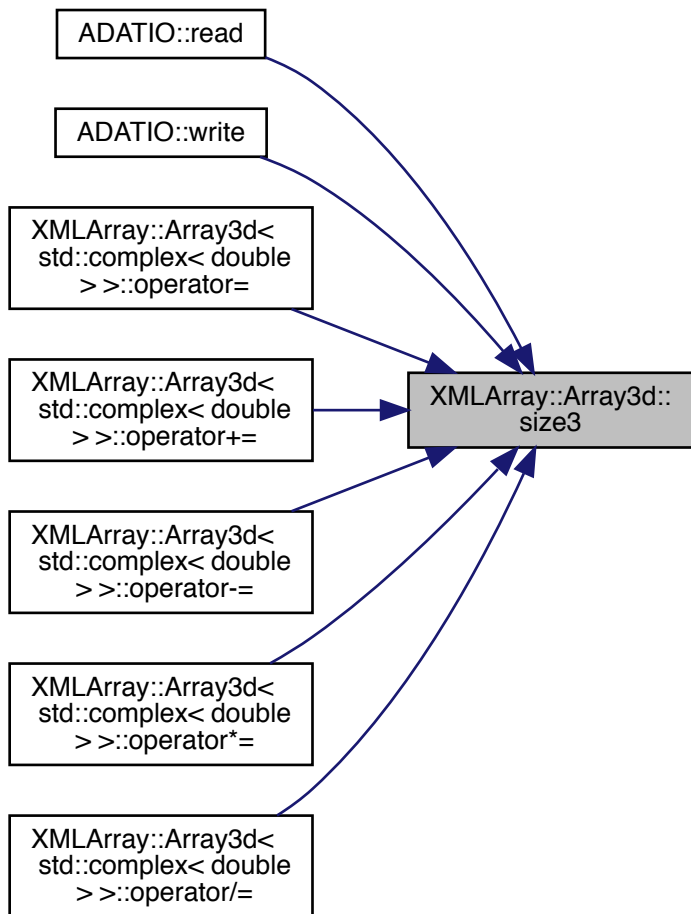 ADATIO::read
ADATIO::write
XMLArray::Array3d<
std::complex< double
> >::operator=
XMLArray::Array3d<
std::complex< double
> >::operator+=
XMLArray::Array3d::
size3
XMLArray::Array3d<
std::complex< double
> >::operator-=
XMLArray::Array3d<
std::complex< double
> >::operator*=
XMLArray::Array3d<
std::complex< double
> >::operator/=